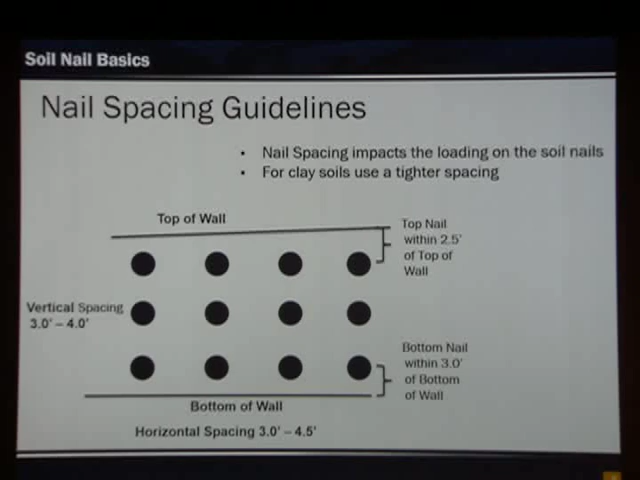 Soil Nail Basics
Nail Spacing Guidelines
• Nail Spacing impacts the loading on the soil nails
• For clay soils use a tighter spacing
Top of Wall
Top Nail
within 2.5'
of Top of
Wall
Vertical Spacing
3.0' – 4.0'
Bottom Nail
within 3.0'
of Bottom
of Wall
Bottom of Wall
Horizontal Spacing 3.0' – 4.5'